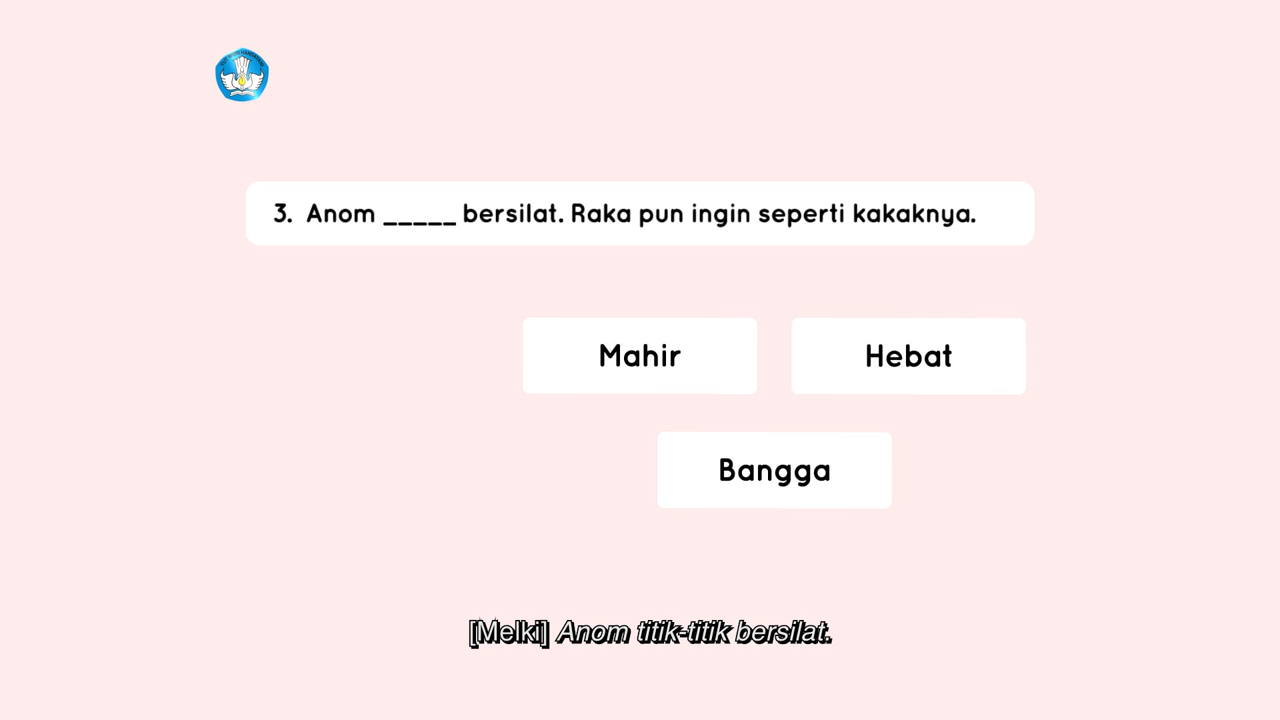 3. Anom _____ bersilat. Raka pun ingin seperti kakaknya.
Mahir
Hebat
Bangga
[Melki] Anom titik-titik bersilat.